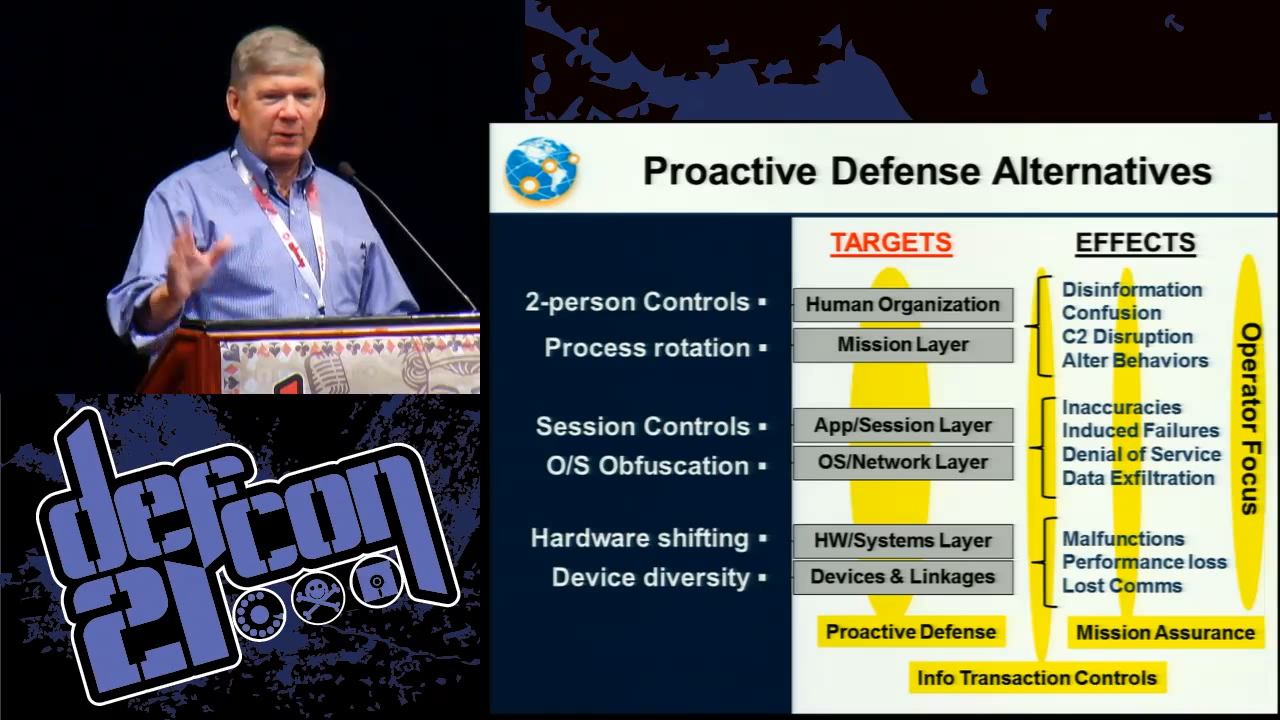 defcon
21
Proactive Defense Alternatives
TARGETS
EFFECTS
2-person Controls ▪
Human Organization
Process rotation ▪
Mission Layer
Disinformation
Confusion
C2 Disruption
Alter Behaviors
Session Controls ▪
App/Session Layer
O/S Obfuscation ▪
OS/Network Layer
Inaccuracies
Induced Failures
Denial of Service
Data Exfiltration
Hardware shifting ▪
HW/Systems Layer
Device diversity ▪
Devices & Linkages
Malfunctions
Performance loss
Lost Comms
Operator Focus
Proactive Defense
Mission Assurance
Info Transaction Controls